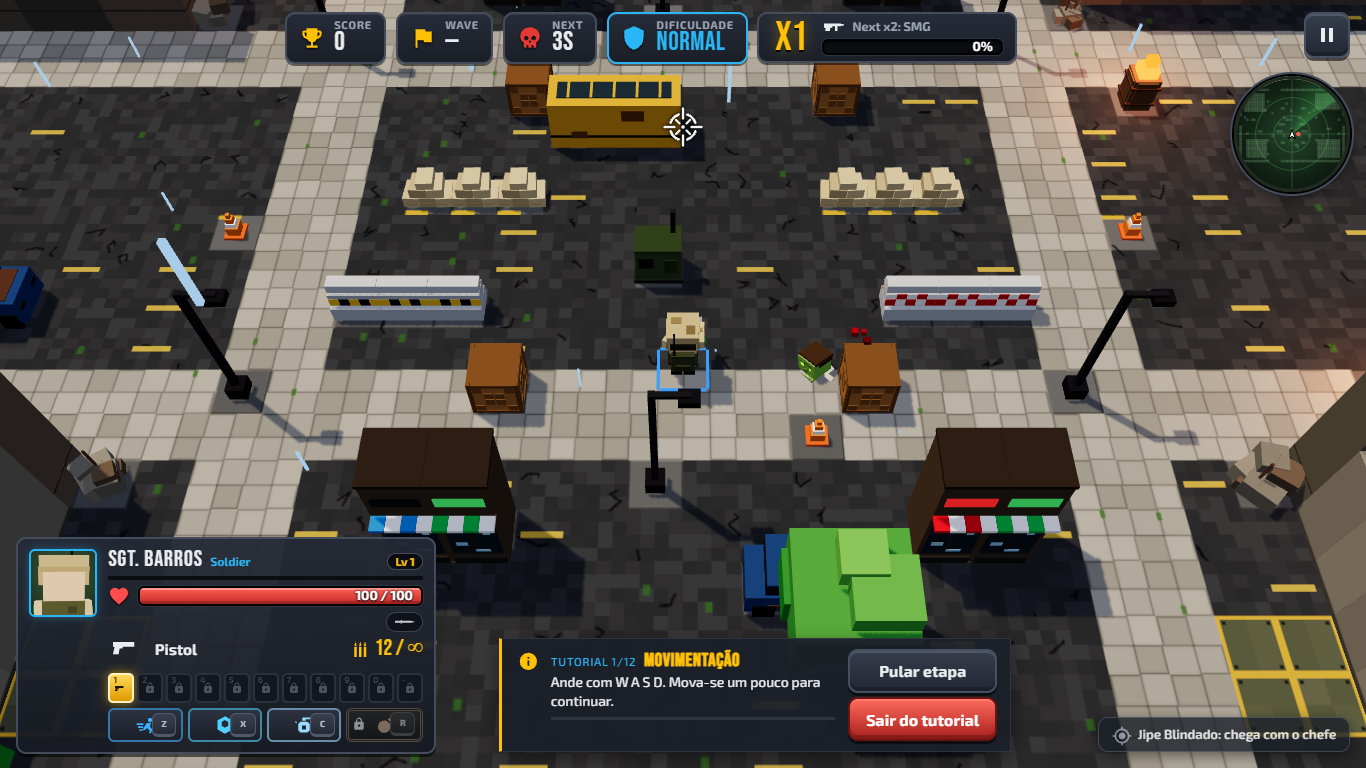 SCORE
0
WAVE
–
NEXT
3S
DIFICULDADE
NORMAL
X1
Next x2: SMG
0%
SGT. BARROS Soldier
Lv 1
100 / 100
Pistol
12 / ∞
1 2 3 4 5 6 7 8 9 0
Z X C R
TUTORIAL 1/12 MOVIMENTAÇÃO
Ande com W A S D. Mova-se um pouco para
continuar.
Pular etapa
Sair do tutorial
Jipe Blindado: chega com o chefe